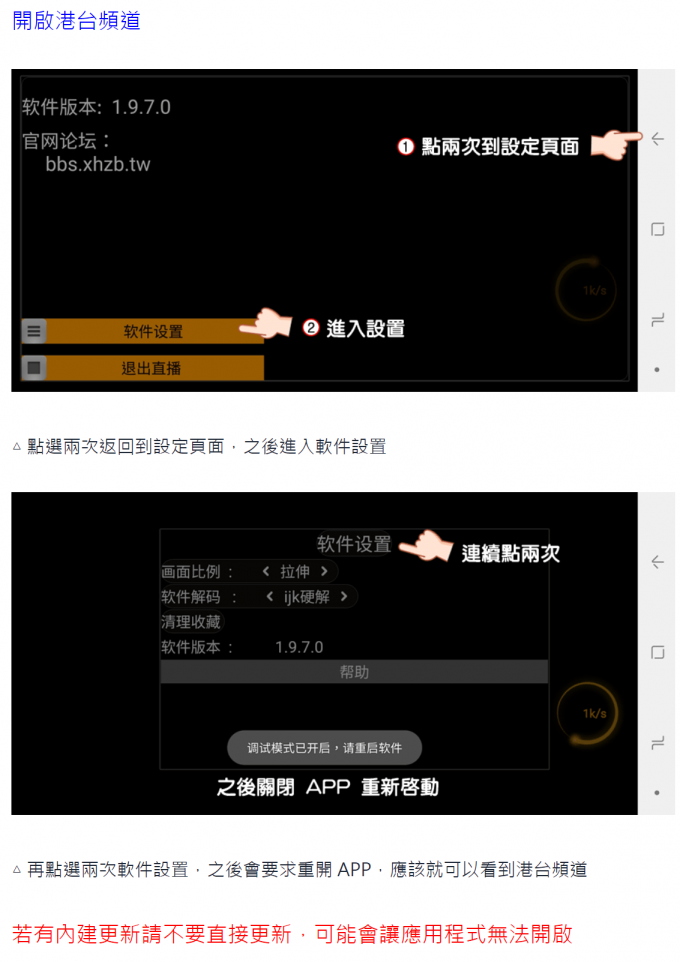 開啟港台頻道
软件版本: 1.9.7.0
官网论坛：
bbs.xhzb.tw
1 點兩次到設定頁面
1k/s
软件设置
2 進入設置
退出直播
△ 點選兩次返回到設定頁面，之後進入軟件設置
软件设置
連續點兩次
画面比例 : < 拉伸 >
软件解码 : < ijk硬解 >
清理收藏
软件版本 : 1.9.7.0
帮助
1k/s
调试模式已开启，请重启软件
之後關閉 APP 重新啓動
△ 再點選兩次軟件設置，之後會要求重開 APP，應該就可以看到港台頻道
若有內建更新請不要直接更新，可能會讓應用程式無法開啟